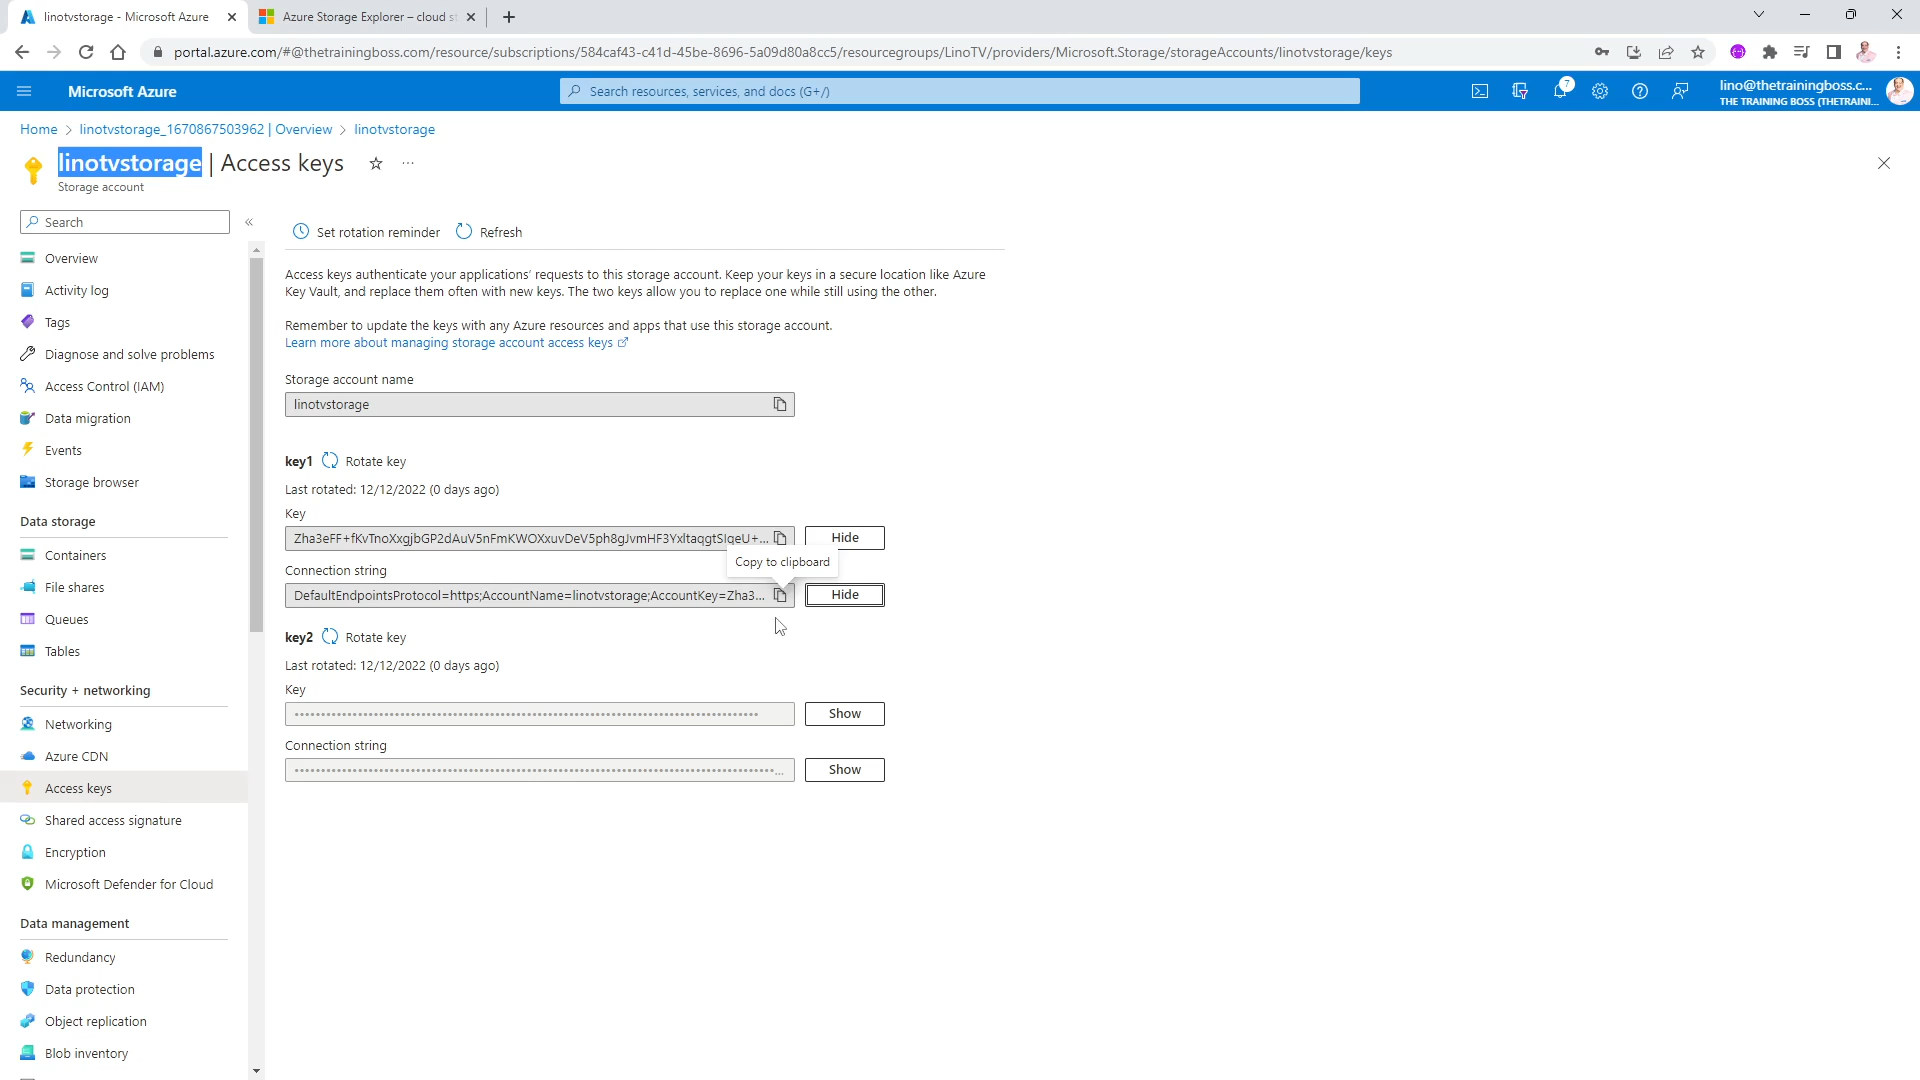 linotvstorage - Microsoft Azure
Azure Storage Explorer – cloud st
portal.azure.com/#@thetrainingboss.com/resource/subscriptions/584caf43-c41d-45be-8696-5a09d80a8cc5/resourcegroups/LinoTV/providers/Microsoft.Storage/storageAccounts/linotvstorage/keys
Microsoft Azure
Search resources, services, and docs (G+/)
7
lino@thetrainingboss.c...
THE TRAINING BOSS (THETRAINI...
Home > linotvstorage_1670867503962 | Overview > linotvstorage
linotvstorage | Access keys
Storage account
Search
Overview
Activity log
Tags
Diagnose and solve problems
Access Control (IAM)
Data migration
Events
Storage browser
Data storage
Containers
File shares
Queues
Tables
Security + networking
Networking
Azure CDN
Access keys
Shared access signature
Encryption
Microsoft Defender for Cloud
Data management
Redundancy
Data protection
Object replication
Blob inventory
Set rotation reminder
Refresh
Access keys authenticate your applications' requests to this storage account. Keep your keys in a secure location like Azure
Key Vault, and replace them often with new keys. The two keys allow you to replace one while still using the other.
Remember to update the keys with any Azure resources and apps that use this storage account.
Learn more about managing storage account access keys
Storage account name
linotvstorage
key1 Rotate key
Last rotated: 12/12/2022 (0 days ago)
Key
Hide
Copy to clipboard
Connection string
DefaultEndpointsProtocol=https;AccountName=linotvstorage;AccountKey=Zha3...
Hide
key2 Rotate key
Last rotated: 12/12/2022 (0 days ago)
Key
Show
Connection string
Show